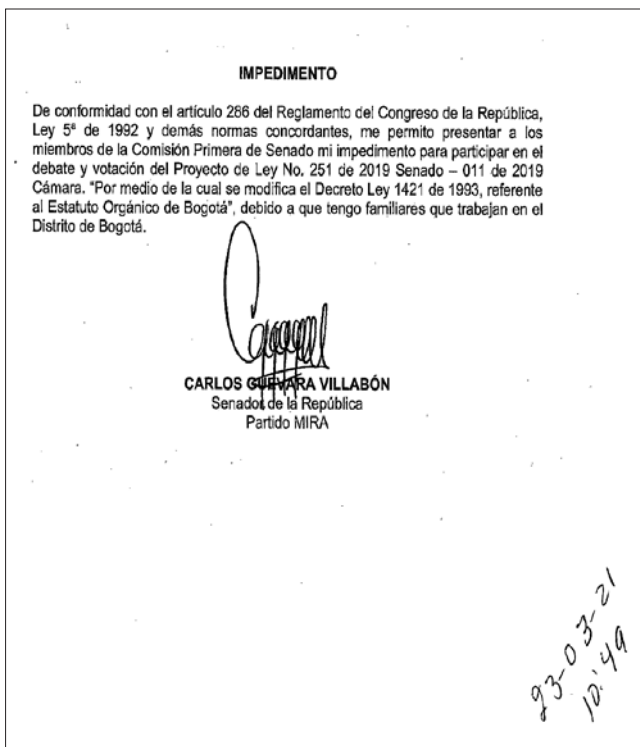 IMPEDIMENTO
De conformidad con el artículo 286 del Reglamento del Congreso de la República,
Ley 5ª de 1992 y demás normas concordantes, me permito presentar a los
miembros de la Comisión Primera de Senado mi impedimento para participar en el
debate y votación del Proyecto de Ley No. 251 de 2019 Senado – 011 de 2019
Cámara. "Por medio de la cual se modifica el Decreto Ley 1421 de 1993, referente
al Estatuto Orgánico de Bogotá", debido a que tengo familiares que trabajan en el
Distrito de Bogotá.
CARLOS GUEVARA VILLABÓN
Senador de la República
Partido MIRA
23-03-21
10:49